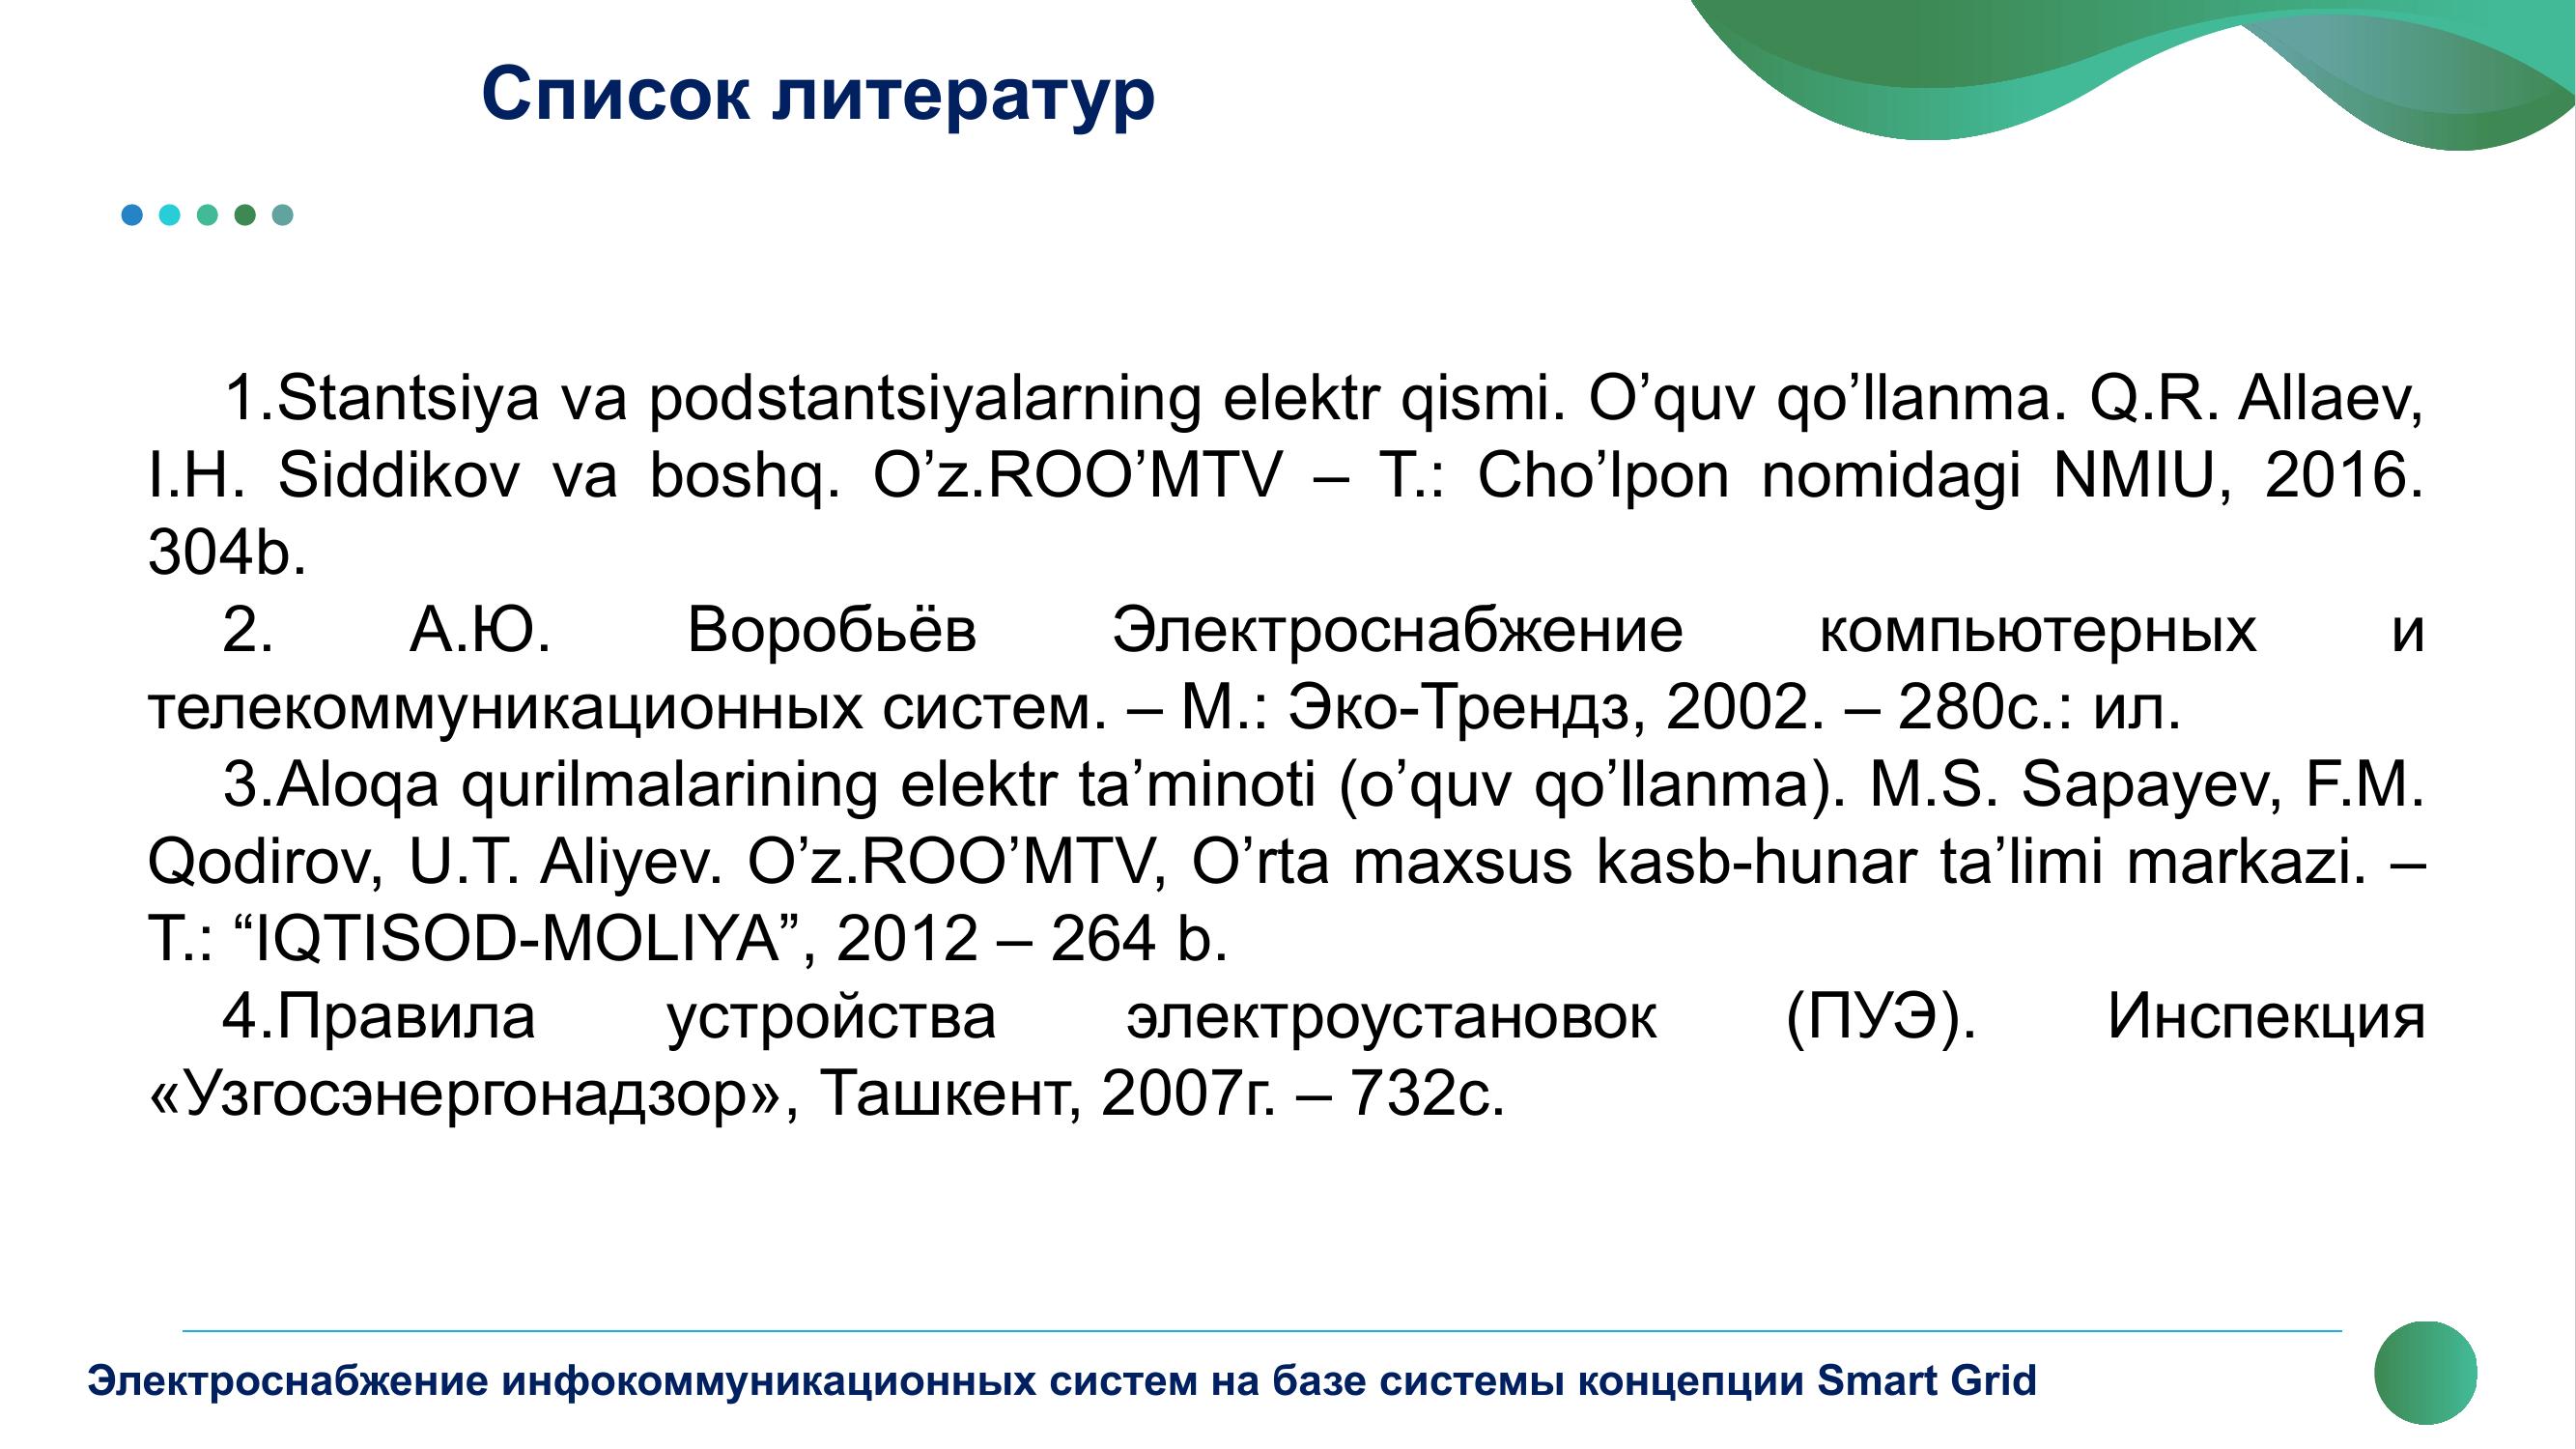 Список литератур
1.Stantsiya va podstantsiyalarning elektr qismi. O’quv qo’llanma. Q.R. Allaev,
I.H. Siddikov va boshq. O’z.ROO’MTV – T.: Cho’lpon nomidagi NMIU, 2016.
304b.
2. А.Ю. Воробьёв Электроснабжение компьютерных и
телекоммуникационных систем. – М.: Эко-Трендз, 2002. – 280с.: ил.
3.Aloqa qurilmalarining elektr ta’minoti (o’quv qo’llanma). M.S. Sapayev, F.M.
Qodirov, U.T. Aliyev. O’z.ROO’MTV, O’rta maxsus kasb-hunar ta’limi markazi. –
T.: “IQTISOD-MOLIYA”, 2012 – 264 b.
4.Правила устройства электроустановок (ПУЭ). Инспекция
«Узгосэнергонадзор», Ташкент, 2007г. – 732с.
Электроснабжение инфокоммуникационных систем на базе системы концепции Smart Grid